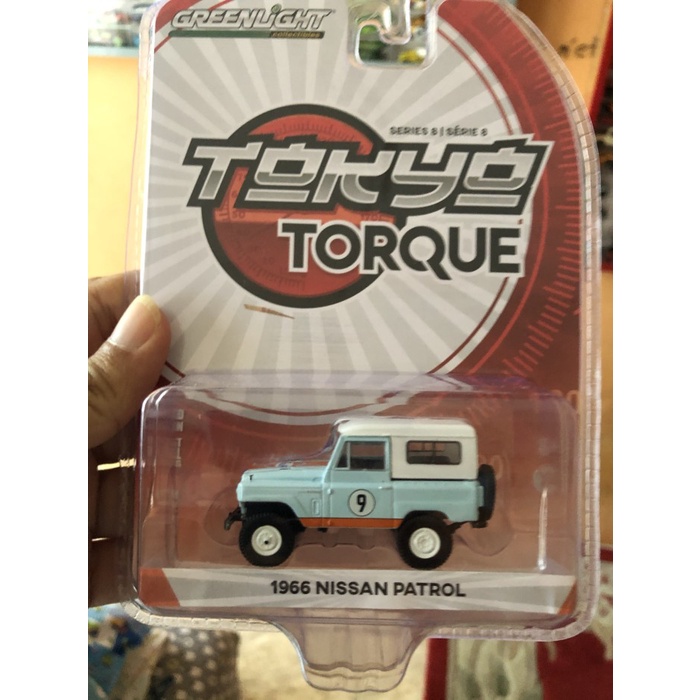 GREENLIGHT
collectibles
SERIES 8 | SÉRIE 8
TOKYO
TORQUE
9
1966 NISSAN PATROL